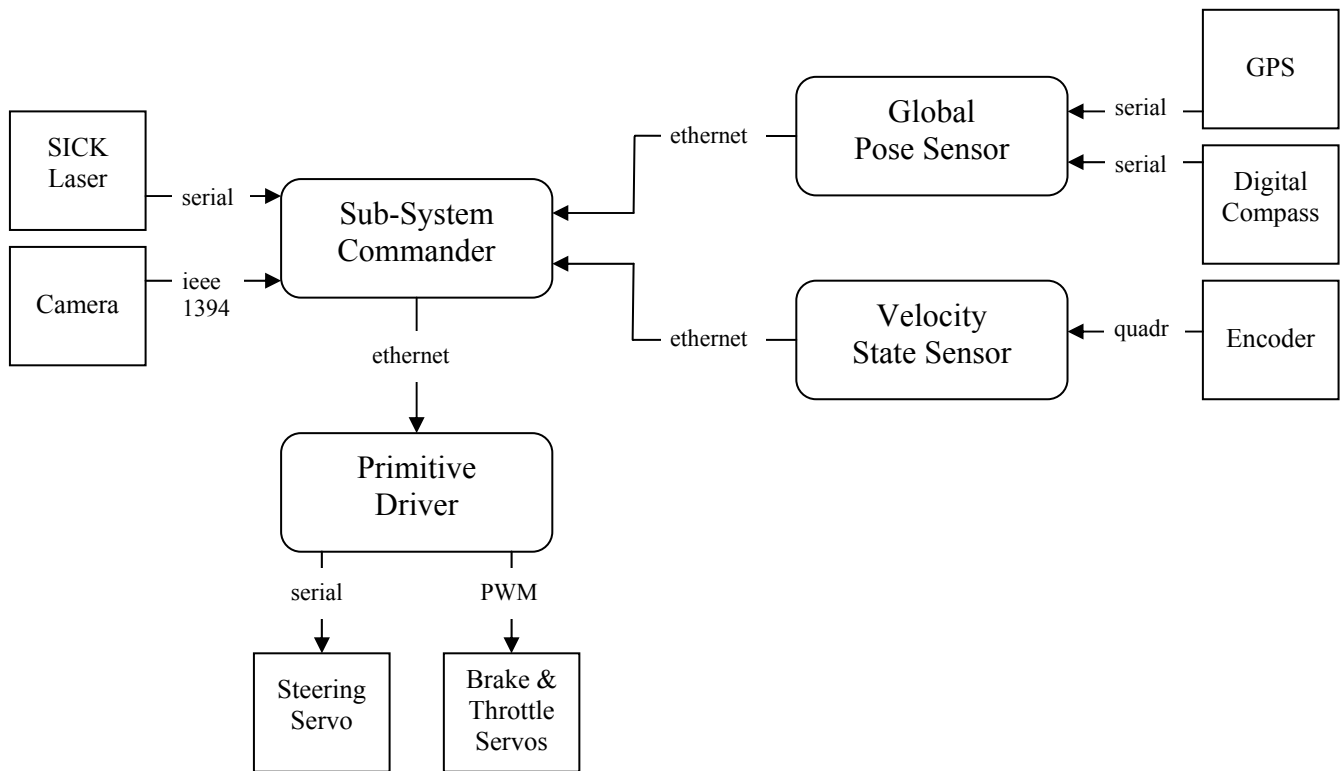 GPS
serial
Global
Pose Sensor
ethernet
serial
Digital
Compass
SICK
Laser
serial
Sub-System
Commander
Camera
ieee
1394
Velocity
State Sensor
ethernet
quadr
Encoder
ethernet
Primitive
Driver
serial
PWM
Steering
Servo
Brake &
Throttle
Servos